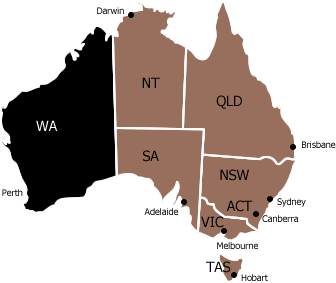 Darwin
NT
QLD
WA
Brisbane
SA
NSW
Perth
ACT
Sydney
Adelaide
VIC
Canberra
Melbourne
TAS
Hobart